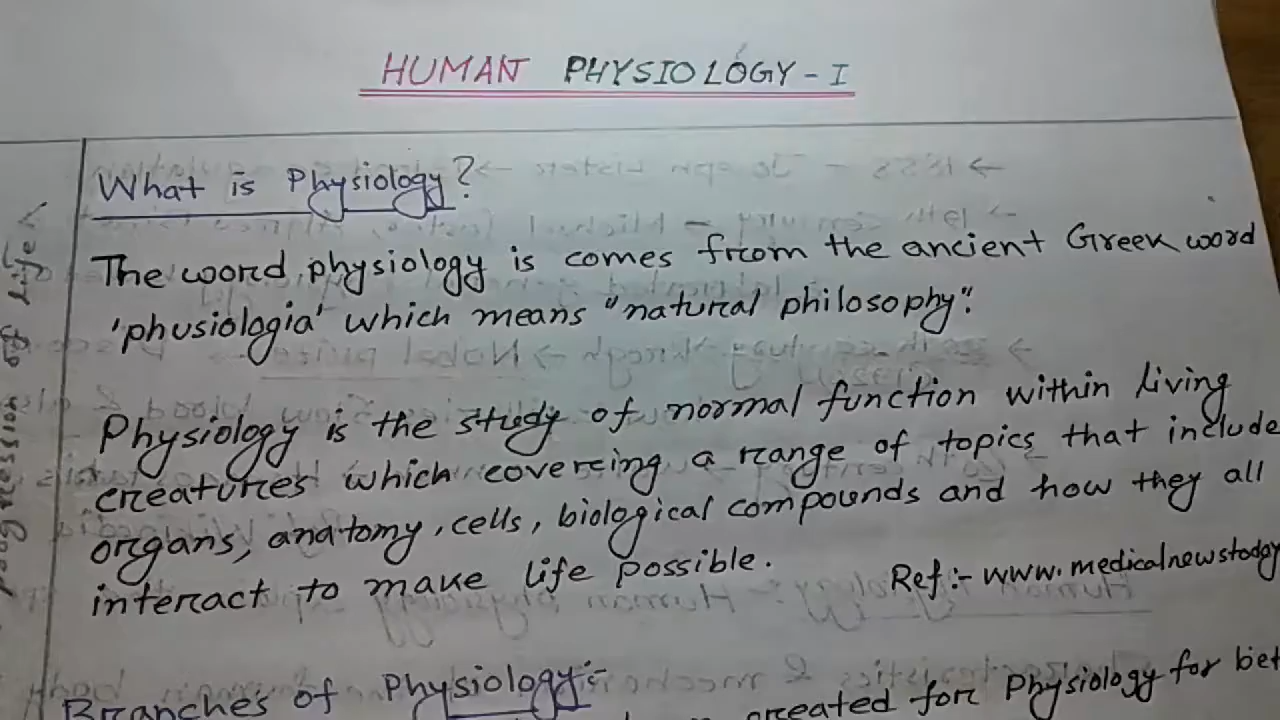 HUMAN PHYSIOLOGY-I
What is Physiology?
The word physiology is comes from the ancient Greek word
'phusiologia' which means "natural philosophy".
Physiology is the study of normal function within living
creatures which covering a range of topics that include
organs, anatomy, cells, biological compounds and how they all
interact to make life possible.
Ref:- www.medicalnewstoday
Branches of Physiology:-
created for Physiology for bet
progression of life